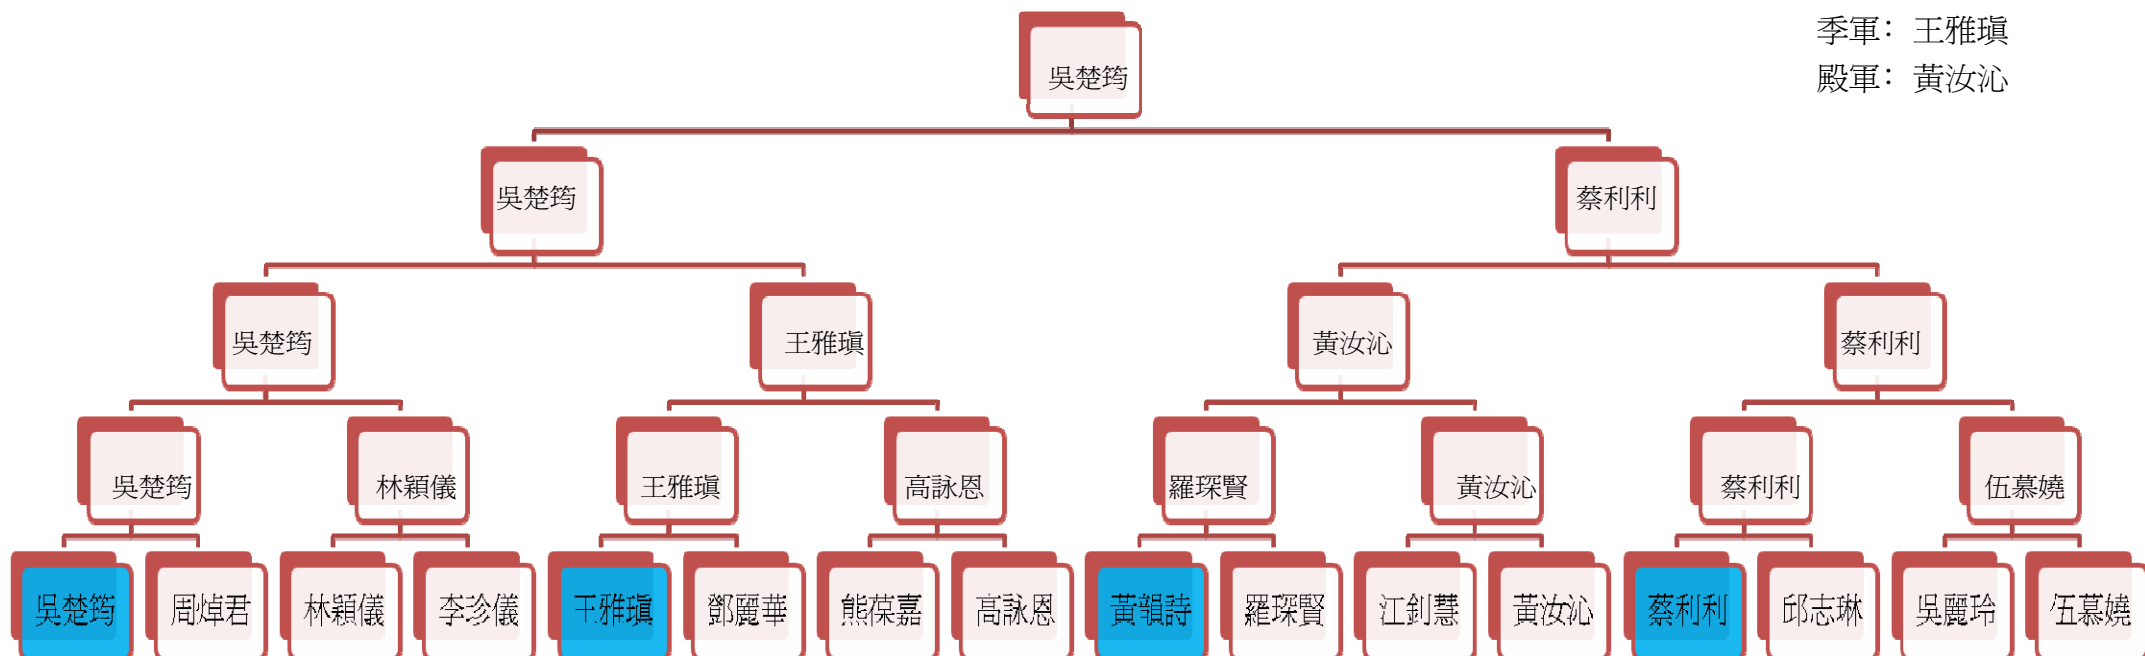 季軍：王雅瑱
殿軍：黃汝沁
吳楚筠
吳楚筠
蔡利利
吳楚筠
王雅瑱
黃汝沁
蔡利利
吳楚筠
林穎儀
王雅瑱
高詠恩
羅琛賢
黃汝沁
蔡利利
伍慕嬈
吳楚筠
周焯君
林穎儀
李珍儀
王雅瑱
鄧麗華
熊葆嘉
高詠恩
黃韻詩
羅琛賢
江釗慧
黃汝沁
蔡利利
邱志琳
吳麗玲
伍慕嬈